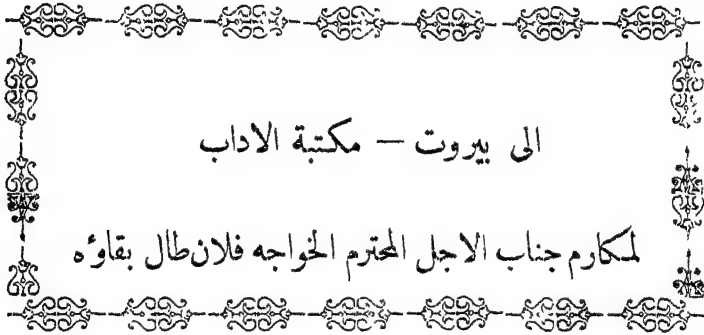 الى بيروت — مكتبة الاداب
لمكارم جناب الاجل المحترم الخواجه فلان طال بقاؤه